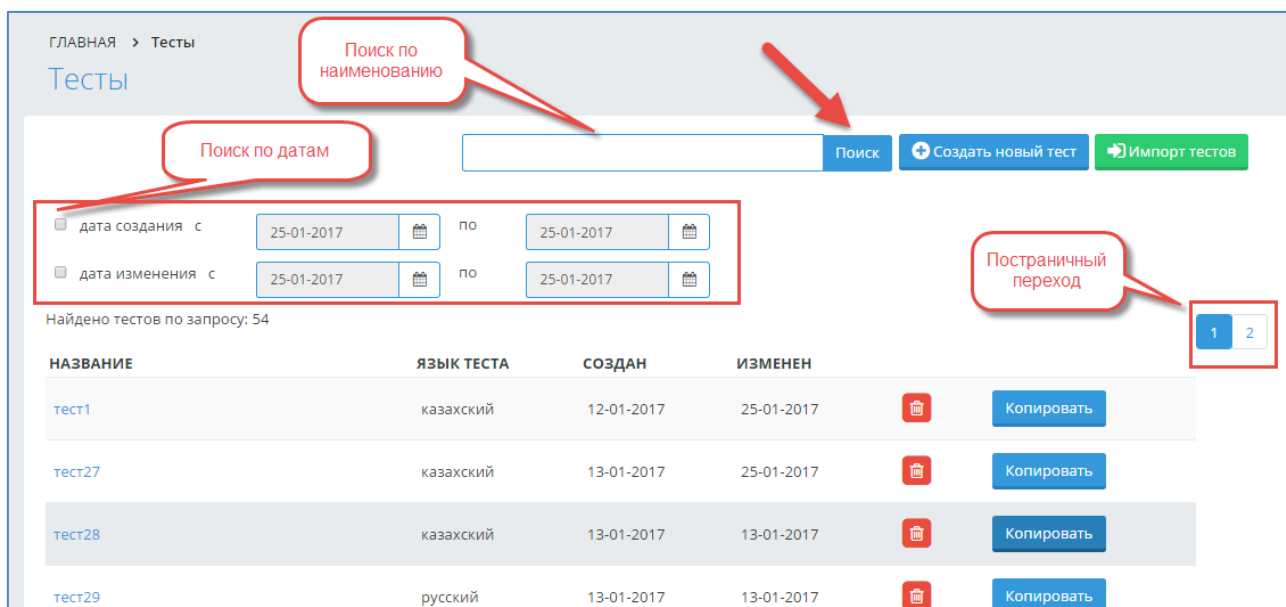 ГЛАВНАЯ > Тесты
Тесты
Поиск по
наименованию
Поиск по датам
Поиск
Создать новый тест
Импорт тестов
дата создания с 25-01-2017 по 25-01-2017
дата изменения с 25-01-2017 по 25-01-2017
Постраничный
переход
Найдено тестов по запросу: 54
1 2
НАЗВАНИЕ ЯЗЫК ТЕСТА СОЗДАН ИЗМЕНЕН
тест1 казахский 12-01-2017 25-01-2017 Копировать
тест27 казахский 13-01-2017 25-01-2017 Копировать
тест28 казахский 13-01-2017 13-01-2017 Копировать
тест29 русский 13-01-2017 13-01-2017 Копировать